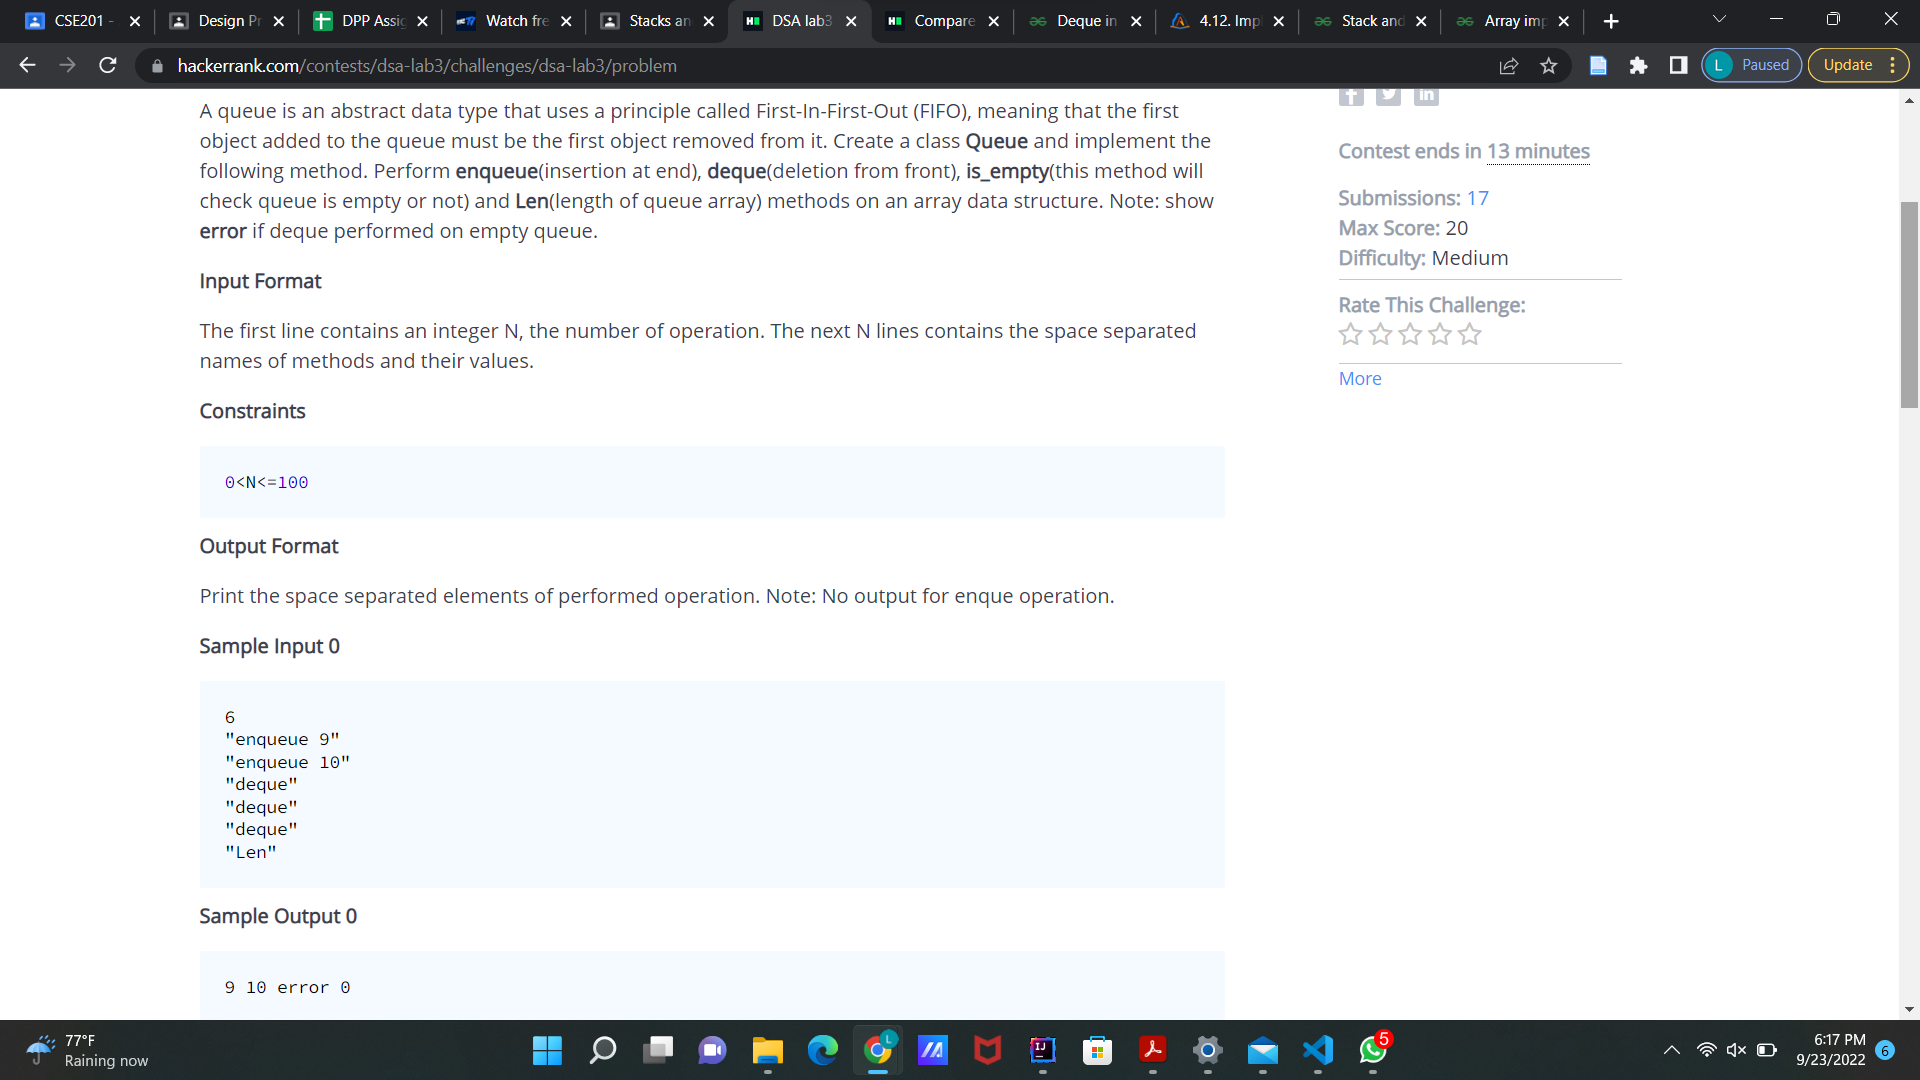 CSE201 -
Design Pr
DPP Assig
Watch fre
Stacks an
DSA lab3
Compare
Deque in
4.12. Impl
Stack and
Array imp
hackerrank.com/contests/dsa-lab3/challenges/dsa-lab3/problem
L Paused
Update
A queue is an abstract data type that uses a principle called First-In-First-Out (FIFO), meaning that the first
object added to the queue must be the first object removed from it. Create a class Queue and implement the
following method. Perform enqueue(insertion at end), deque(deletion from front), is_empty(this method will
check queue is empty or not) and Len(length of queue array) methods on an array data structure. Note: show
error if deque performed on empty queue.
Input Format
The first line contains an integer N, the number of operation. The next N lines contains the space separated
names of methods and their values.
Constraints
0<N<=100
Output Format
Print the space separated elements of performed operation. Note: No output for enque operation.
Sample Input 0
6
"enqueue 9"
"enqueue 10"
"deque"
"deque"
"deque"
"Len"
Sample Output 0
9 10 error 0
Contest ends in 13 minutes
Submissions: 17
Max Score: 20
Difficulty: Medium
Rate This Challenge:
More
77°F
Raining now
L
IJ
5
6:17 PM
9/23/2022
6